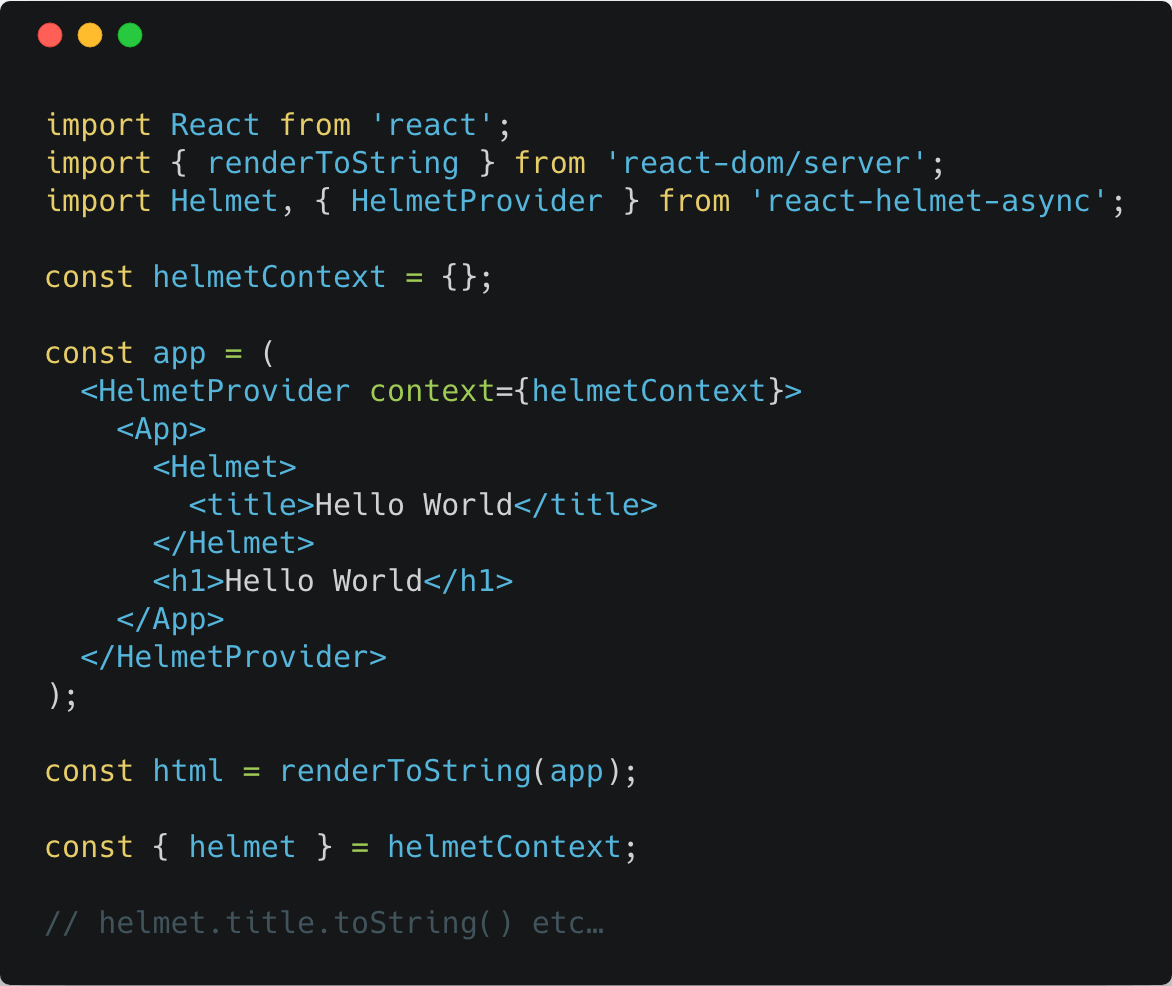 import React from 'react';
import { renderToString } from 'react-dom/server';
import Helmet, { HelmetProvider } from 'react-helmet-async';

const helmetContext = {};

const app = (
  <HelmetProvider context={helmetContext}>
    <App>
      <Helmet>
        <title>Hello World</title>
      </Helmet>
      <h1>Hello World</h1>
    </App>
  </HelmetProvider>
);

const html = renderToString(app);

const { helmet } = helmetContext;

// helmet.title.toString() etc…